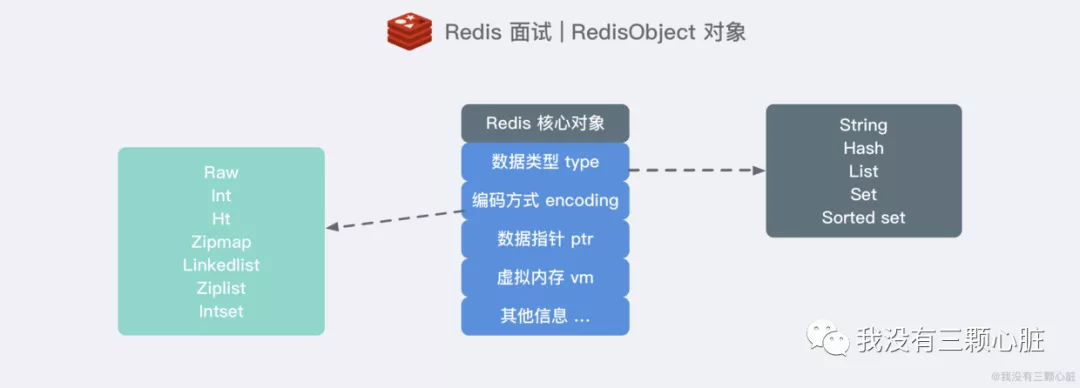 Redis 面试 | RedisObject 对象
Raw
Int
Ht
Zipmap
Linkedlist
Ziplist
Intset
Redis 核心对象
数据类型 type
编码方式 encoding
数据指针 ptr
虚拟内存 vm
其他信息 ...
String
Hash
List
Set
Sorted set
我没有三颗心脏
@我没有三颗心脏